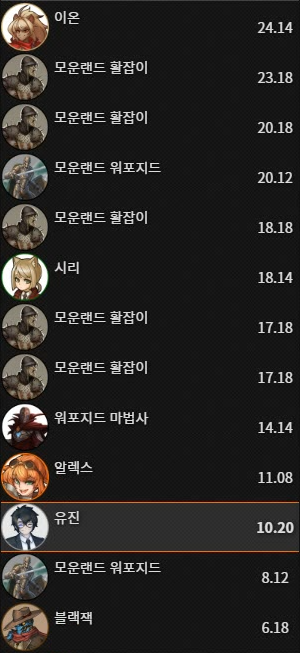 이온
24.14
모운랜드 활잡이
23.18
모운랜드 활잡이
20.18
모운랜드 워포지드
20.12
모운랜드 활잡이
18.18
시리
18.14
모운랜드 활잡이
17.18
모운랜드 활잡이
17.18
워포지드 마법사
14.14
알렉스
11.08
유진
10.20
모운랜드 워포지드
8.12
블랙잭
6.18